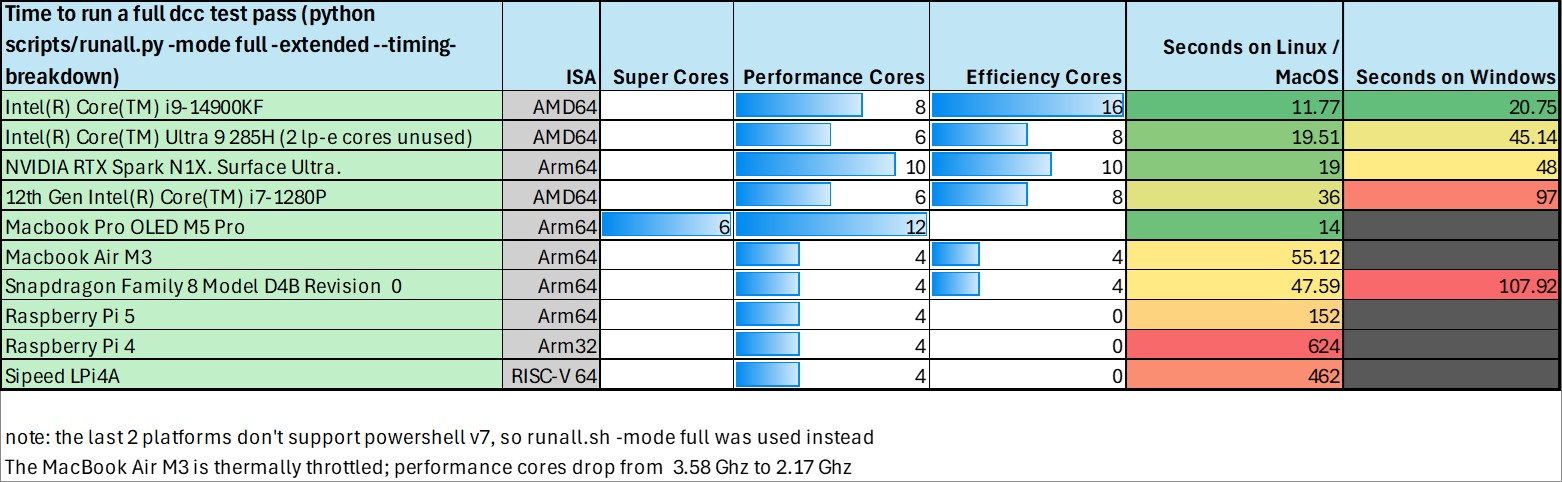 Time to run a full dcc test pass (python
scripts/runall.py -mode full -extended --timing-
breakdown) ISA Super Cores Performance Cores Efficiency Cores Seconds on Linux / MacOS Seconds on Windows
Intel(R) Core(TM) i9-14900KF AMD64 8 16 11.77 20.75
Intel(R) Core(TM) Ultra 9 285H (2 lp-e cores unused) AMD64 6 8 19.51 45.14
NVIDIA RTX Spark N1X. Surface Ultra. Arm64 10 10 19 48
12th Gen Intel(R) Core(TM) i7-1280P AMD64 6 8 36 97
Macbook Pro OLED M5 Pro Arm64 6 12 14
Macbook Air M3 Arm64 4 4 55.12
Snapdragon Family 8 Model D4B Revision 0 Arm64 4 4 47.59 107.92
Raspberry Pi 5 Arm64 4 0 152
Raspberry Pi 4 Arm32 4 0 624
Sipeed LPi4A RISC-V 64 4 0 462
note: the last 2 platforms don't support powershell v7, so runall.sh -mode full was used instead
The MacBook Air M3 is thermally throttled; performance cores drop from 3.58 Ghz to 2.17 Ghz